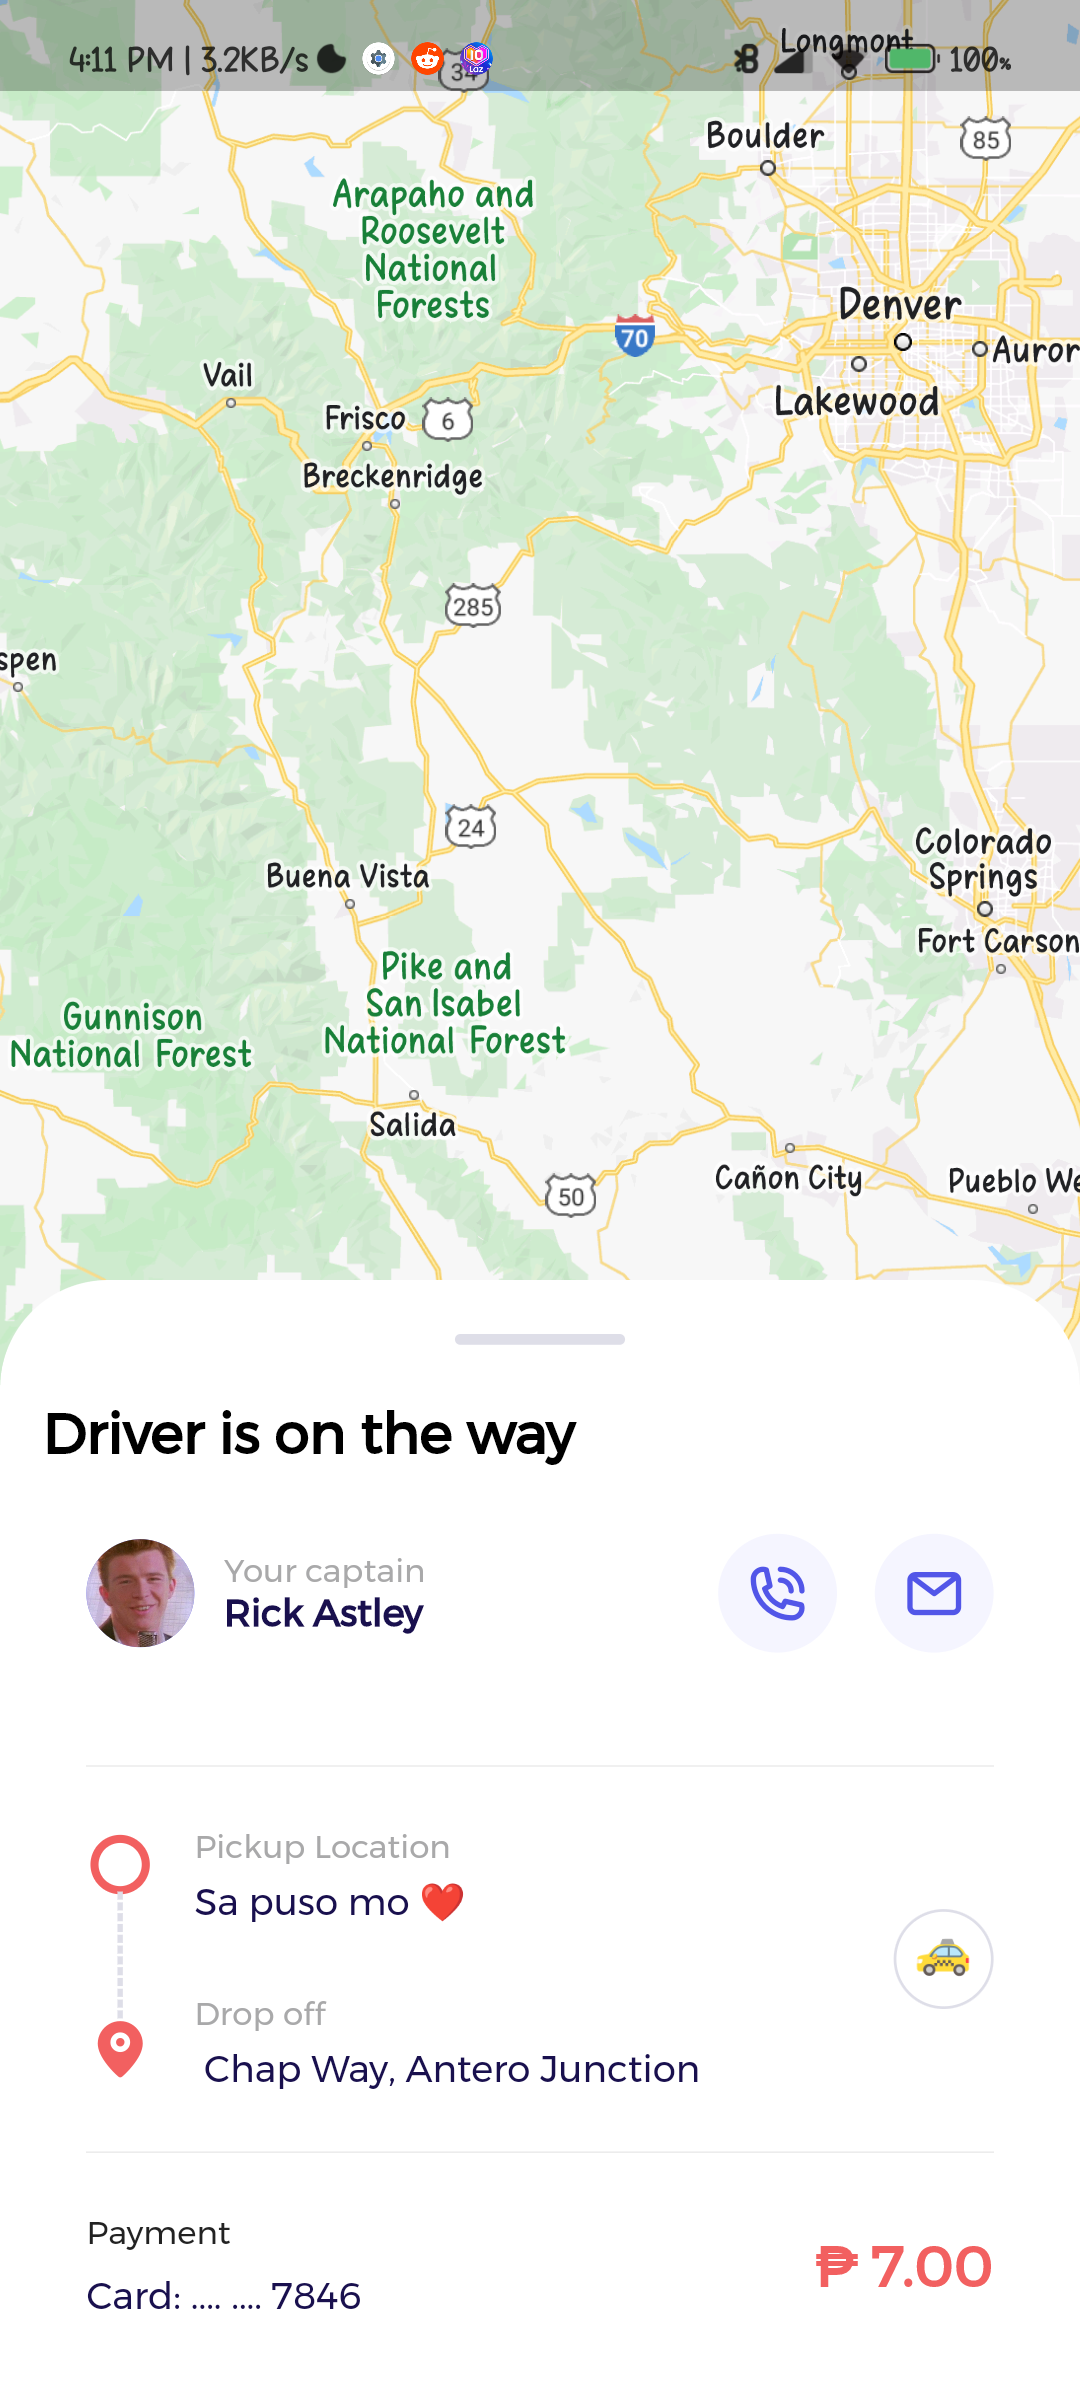 4:11 PM | 3.2KB/s
100%
34
Longmont
Boulder
85
Arapaho and
Roosevelt
National
Forests
Denver
70
Auror
Vail
Lakewood
Frisco
6
Breckenridge
285
spen
24
Colorado
Springs
Buena Vista
Fort Carson
Pike and
San Isabel
National Forest
Gunnison
National Forest
Salida
Cañon City
Pueblo We
50
Driver is on the way
Your captain
Rick Astley
Pickup Location
Sa puso mo ❤️
Drop off
Chap Way, Antero Junction
Payment
Card: .... .... 7846
₱ 7.00